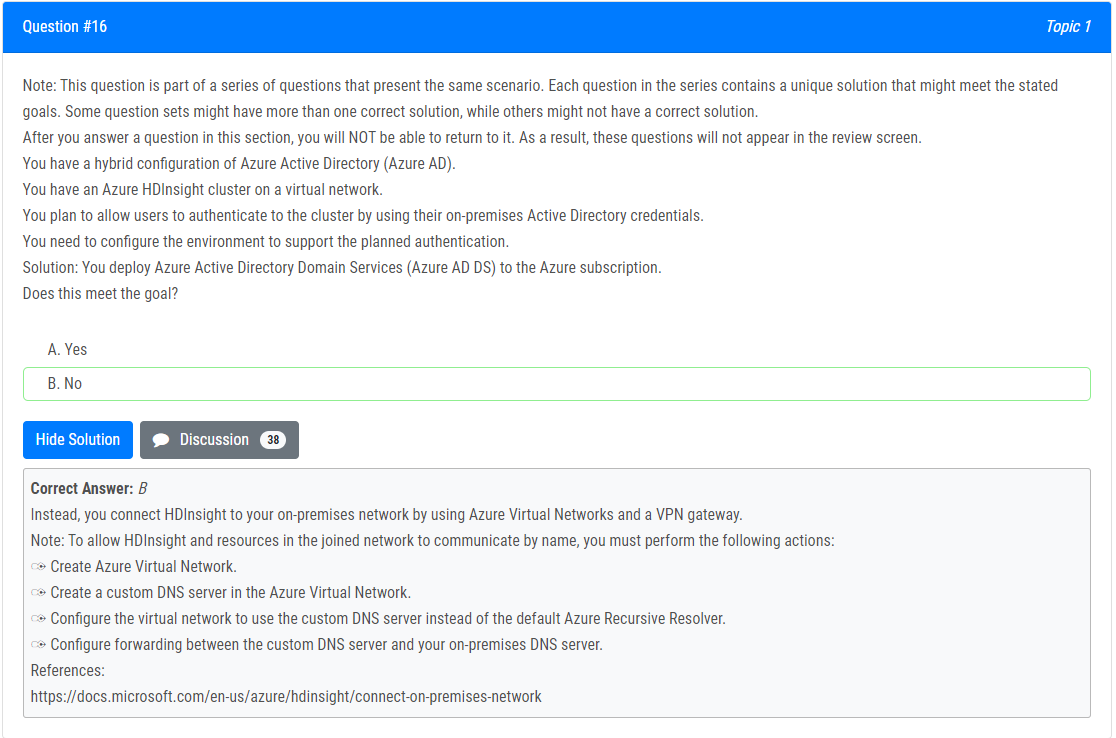 Question #16
Topic 1
Note: This question is part of a series of questions that present the same scenario. Each question in the series contains a unique solution that might meet the stated
goals. Some question sets might have more than one correct solution, while others might not have a correct solution.
After you answer a question in this section, you will NOT be able to return to it. As a result, these questions will not appear in the review screen.
You have a hybrid configuration of Azure Active Directory (Azure AD).
You have an Azure HDInsight cluster on a virtual network.
You plan to allow users to authenticate to the cluster by using their on-premises Active Directory credentials.
You need to configure the environment to support the planned authentication.
Solution: You deploy Azure Active Directory Domain Services (Azure AD DS) to the Azure subscription.
Does this meet the goal?
A. Yes
B. No
Hide Solution
Discussion 38
Correct Answer: B
Instead, you connect HDInsight to your on-premises network by using Azure Virtual Networks and a VPN gateway.
Note: To allow HDInsight and resources in the joined network to communicate by name, you must perform the following actions:
Create Azure Virtual Network.
Create a custom DNS server in the Azure Virtual Network.
Configure the virtual network to use the custom DNS server instead of the default Azure Recursive Resolver.
Configure forwarding between the custom DNS server and your on-premises DNS server.
References:
https://docs.microsoft.com/en-us/azure/hdinsight/connect-on-premises-network